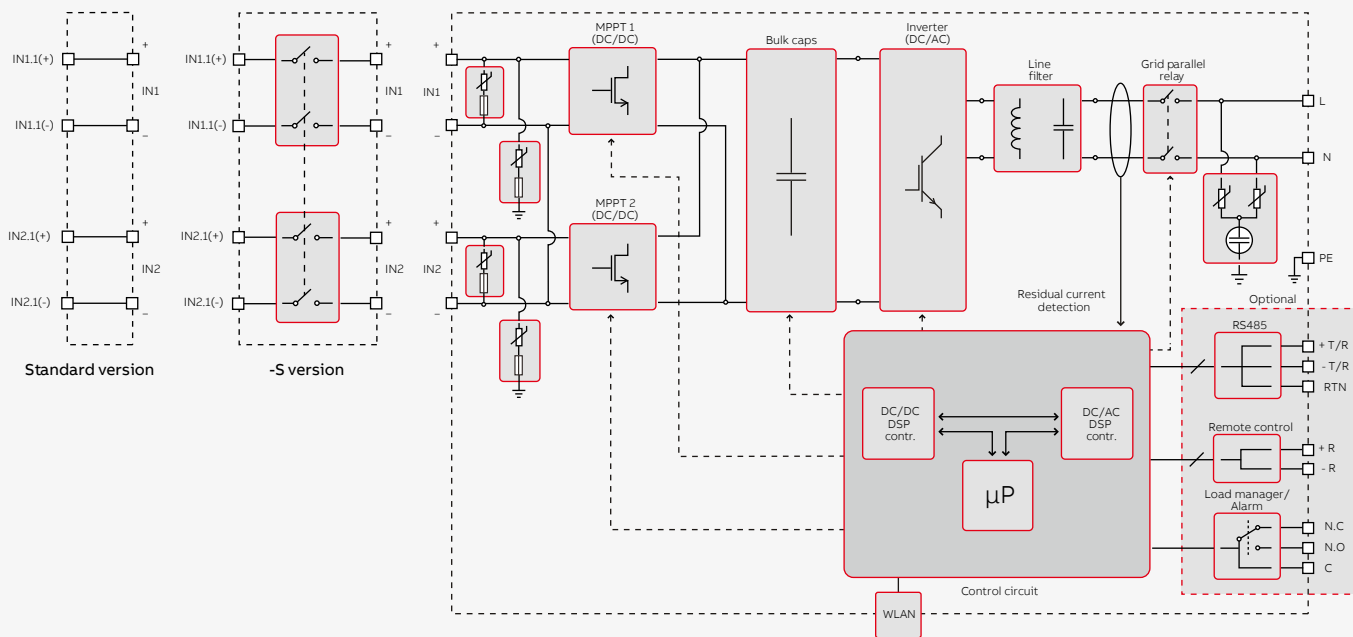 IN1.1(+)
+
IN1
IN1.1(-)
–
IN2.1(+)
+
IN2
IN2.1(-)
–
Standard version
IN1.1(+)
+
IN1
IN1.1(-)
–
IN2.1(+)
+
IN2
IN2.1(-)
–
-S version
+
IN1
–
+
IN2
–
MPPT 1
(DC/DC)
MPPT 2
(DC/DC)
Bulk caps
Inverter
(DC/AC)
Line
filter
Grid parallel
relay
L
N
PE
Residual current
detection
Optional
RS485
+ T/R
- T/R
RTN
Remote control
+ R
- R
Load manager/
Alarm
N.C
N.O
C
DC/DC
DSP
contr.
DC/AC
DSP
contr.
µP
Control circuit
WLAN